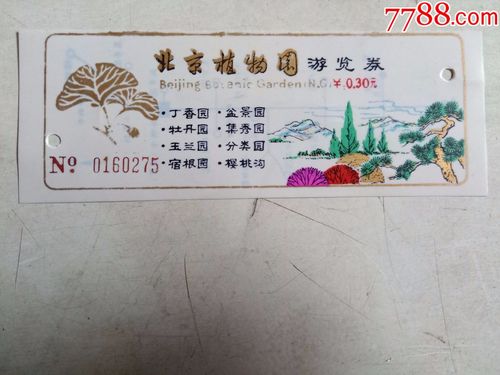 7788.com
北京植物园 游览券
Beijing Botanic Garden(N.G) ¥0.30元
·丁香园 ·盆景园
·牡丹园 ·集秀园
·玉兰园 ·分类园
·宿根园 ·樱桃沟
No. 0160275